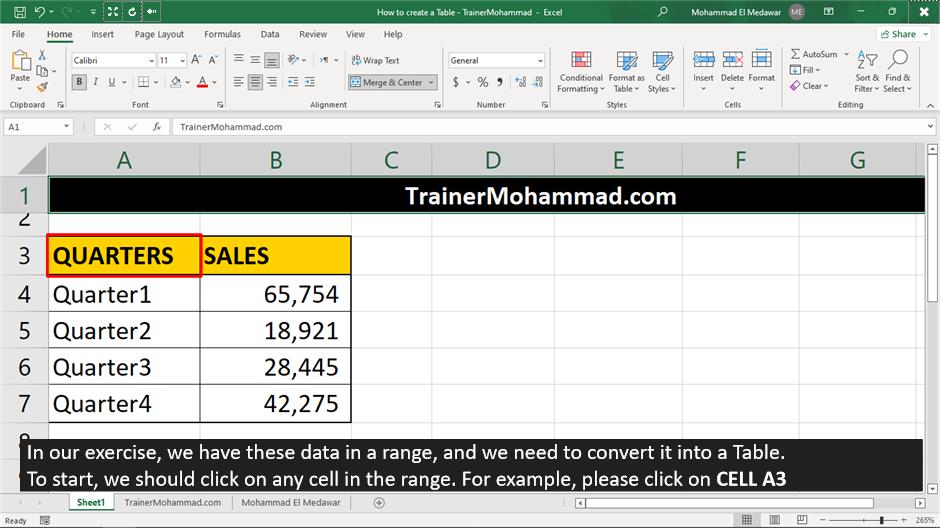 How to create a Table - TrainerMohammad - Excel
Mohammad El Medawar ME
File Home Insert Page Layout Formulas Data Review View Help Share
Paste
Calibri 11 A A
B I U A
ab Wrap Text
Merge & Center
General
$ % 9 .00
Conditional Formatting
Format as Table
Cell Styles
Insert Delete Format
AutoSum
Fill
Clear
Sort & Filter
Find & Select
Clipboard Font Alignment Number Styles Cells Editing
A1 fx TrainerMohammad.com
A B C D E F G
1 TrainerMohammad.com
2
3 QUARTERS SALES
4 Quarter1 65,754
5 Quarter2 18,921
6 Quarter3 28,445
7 Quarter4 42,275
In our exercise, we have these data in a range, and we need to convert it into a Table.
To start, we should click on any cell in the range. For example, please click on CELL A3
Sheet1 TrainerMohammad.com Mohammad El Medawar
Ready 265%